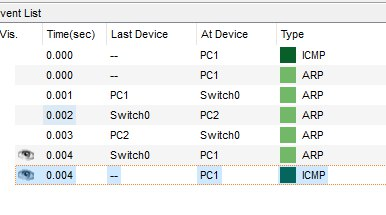 vent List
Vis. Time(sec) Last Device At Device Type
0.000 -- PC1 ICMP
0.000 -- PC1 ARP
0.001 PC1 Switch0 ARP
0.002 Switch0 PC2 ARP
0.003 PC2 Switch0 ARP
0.004 Switch0 PC1 ARP
0.004 -- PC1 ICMP